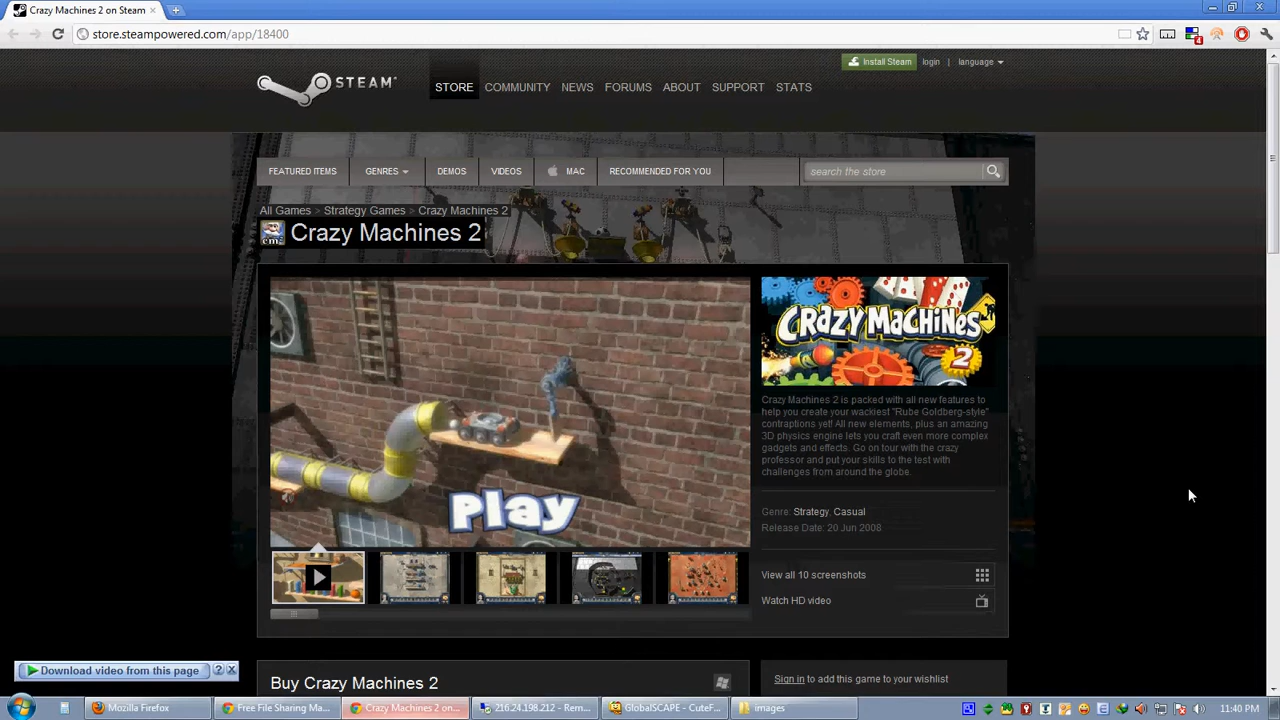 Crazy Machines 2 on Steam
store.steampowered.com/app/18400
4
Install Steam login | language
STEAM
STORE COMMUNITY NEWS FORUMS ABOUT SUPPORT STATS
FEATURED ITEMS GENRES DEMOS VIDEOS MAC RECOMMENDED FOR YOU search the store
All Games > Strategy Games > Crazy Machines 2
cm2 Crazy Machines 2
CRAZY MACHINES
2
Crazy Machines 2 is packed with all new features to
help you create your wackiest "Rube Goldberg-style"
contraptions yet! All new elements, plus an amazing
3D physics engine lets you craft even more complex
gadgets and effects. Go on tour with the crazy
professor and put your skills to the test with
challenges from around the globe.
Play
Genre: Strategy, Casual
Release Date: 20 Jun 2008
View all 10 screenshots
Watch HD video
Download video from this page ? X
Buy Crazy Machines 2
Sign in to add this game to your wishlist
Mozilla Firefox Free File Sharing Ma... Crazy Machines 2 on... 216.24.198.212 - Rem... GlobalSCAPE - CuteF... images 11:40 PM